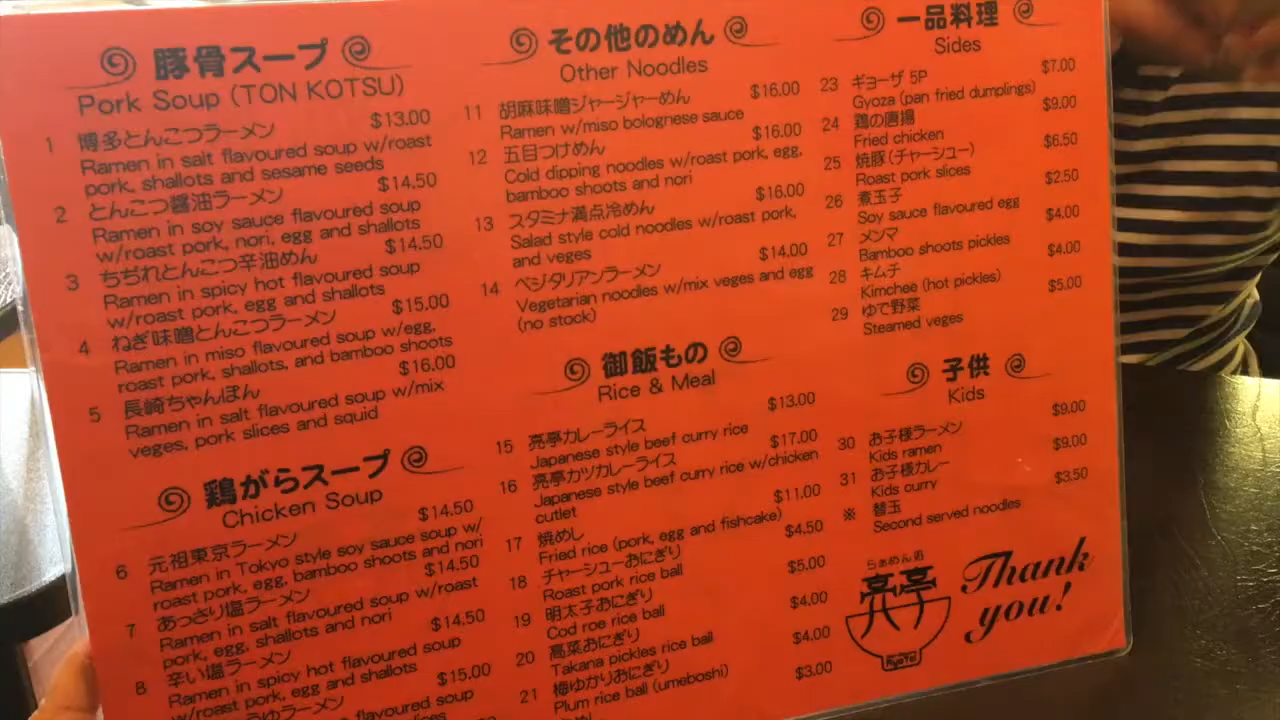 豚骨スープ
Pork Soup (TON KOTSU)
1 博多とんこつラーメン $13.00
Ramen in salt flavoured soup w/roast
pork, shallots and sesame seeds
2 とんこつ醤油ラーメン $14.50
Ramen in soy sauce flavoured soup
w/roast pork, nori, egg and shallots
3 ちぢれとんこつ辛油めん $14.50
Ramen in spicy hot flavoured soup
w/roast pork, egg and shallots
4 ねぎ味噌とんこつラーメン $15.00
Ramen in miso flavoured soup w/egg,
roast pork, shallots, and bamboo shoots
5 長崎ちゃんぽん $16.00
Ramen in salt flavoured soup w/mix
veges, pork slices and squid
鶏がらスープ
Chicken Soup
6 元祖東京ラーメン $14.50
Ramen in Tokyo style soy sauce soup w/
roast pork, egg, bamboo shoots and nori
7 あっさり塩ラーメン $14.50
Ramen in salt flavoured soup w/roast
pork, egg, shallots and nori
8 辛い塩ラーメン $14.50
Ramen in spicy hot flavoured soup
w/roast pork, egg and shallots
$15.00
flavoured soup
その他のめん
Other Noodles
11 胡麻味噌ジャージャーめん $16.00
Ramen w/miso bolognese sauce
12 五目つけめん $16.00
Cold dipping noodles w/roast pork, egg,
bamboo shoots and nori
13 スタミナ満点冷めん $16.00
Salad style cold noodles w/roast pork,
and veges
14 ベジタリアンラーメン $14.00
Vegetarian noodles w/mix veges and egg
(no stock)
御飯もの
Rice & Meal
15 亮亭カレーライス $13.00
Japanese style beef curry rice
16 亮亭カツカレーライス $17.00
Japanese style beef curry rice w/chicken
cutlet
17 焼めし $11.00
Fried rice (pork, egg and fishcake)
18 チャーシューおにぎり $4.50
Roast pork rice ball
19 明太子おにぎり $5.00
Cod roe rice ball
20 高菜おにぎり $4.00
Takana pickles rice ball
21 梅ゆかりおにぎり $4.00
Plum rice ball (umeboshi)
$3.00
一品料理
Sides
23 ギョーザ 5P $7.00
Gyoza (pan fried dumplings)
24 鶏の唐揚 $9.00
Fried chicken
25 焼豚(チャーシュー) $6.50
Roast pork slices
26 煮玉子 $2.50
Soy sauce flavoured egg
27 メンマ $4.00
Bamboo shoots pickles
28 キムチ $4.00
Kimchee (hot pickles)
29 ゆで野菜 $5.00
Steamed veges
子供
Kids
30 お子様ラーメン $9.00
Kids ramen
31 お子様カレー $9.00
Kids curry
※ 替玉 $3.50
Second served noodles
らぁめん処
亮亭
RyoTei
Thank
you!